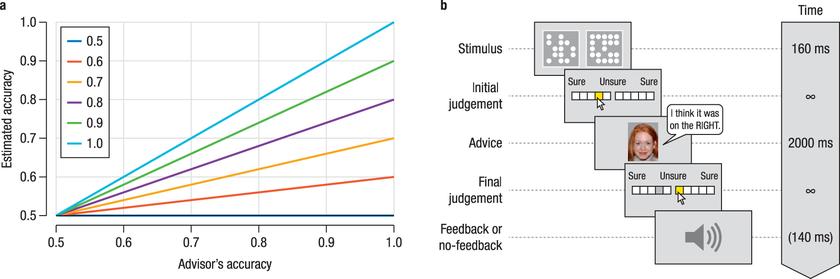 a
1.0
0.9
0.8
0.7
0.6
0.5
Estimated accuracy
0.5
0.6
0.7
0.8
0.9
1.0
0.5
0.6
0.7
0.8
0.9
1.0
Advisor's accuracy
b
Time
Stimulus
160 ms
Initial
judgement
Sure Unsure Sure
∞
Advice
I think it was
on the RIGHT.
2000 ms
Final
judgement
Sure Unsure Sure
∞
Feedback or
no-feedback
(140 ms)